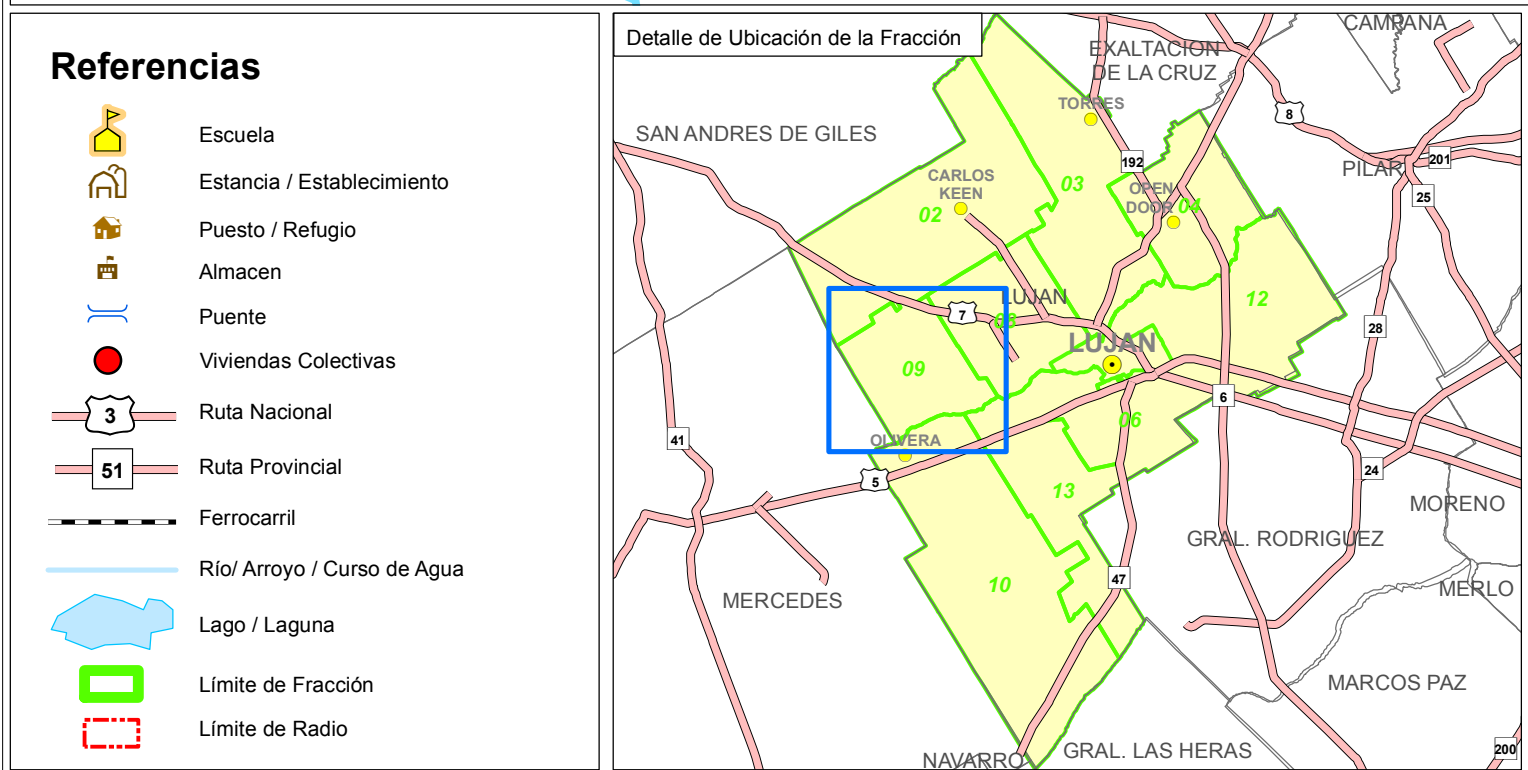 Referencias
Escuela
Estancia / Establecimiento
Puesto / Refugio
Almacen
Puente
Viviendas Colectivas
3
Ruta Nacional
51
Ruta Provincial
Ferrocarril
Río/ Arroyo / Curso de Agua
Lago / Laguna
Límite de Fracción
Límite de Radio
Detalle de Ubicación de la Fracción
CAMPANA
EXALTACION
DE LA CRUZ
TORRES
8
SAN ANDRES DE GILES
192
201
PILAR
CARLOS
KEEN
03
OPEN
DOOR
04
25
02
LUJAN
12
7
28
LUJAN
09
6
06
OLIVERA
41
24
5
13
MORENO
GRAL. RODRIGUEZ
10
47
MERLO
MERCEDES
MARCOS PAZ
NAVARRO
GRAL. LAS HERAS
200